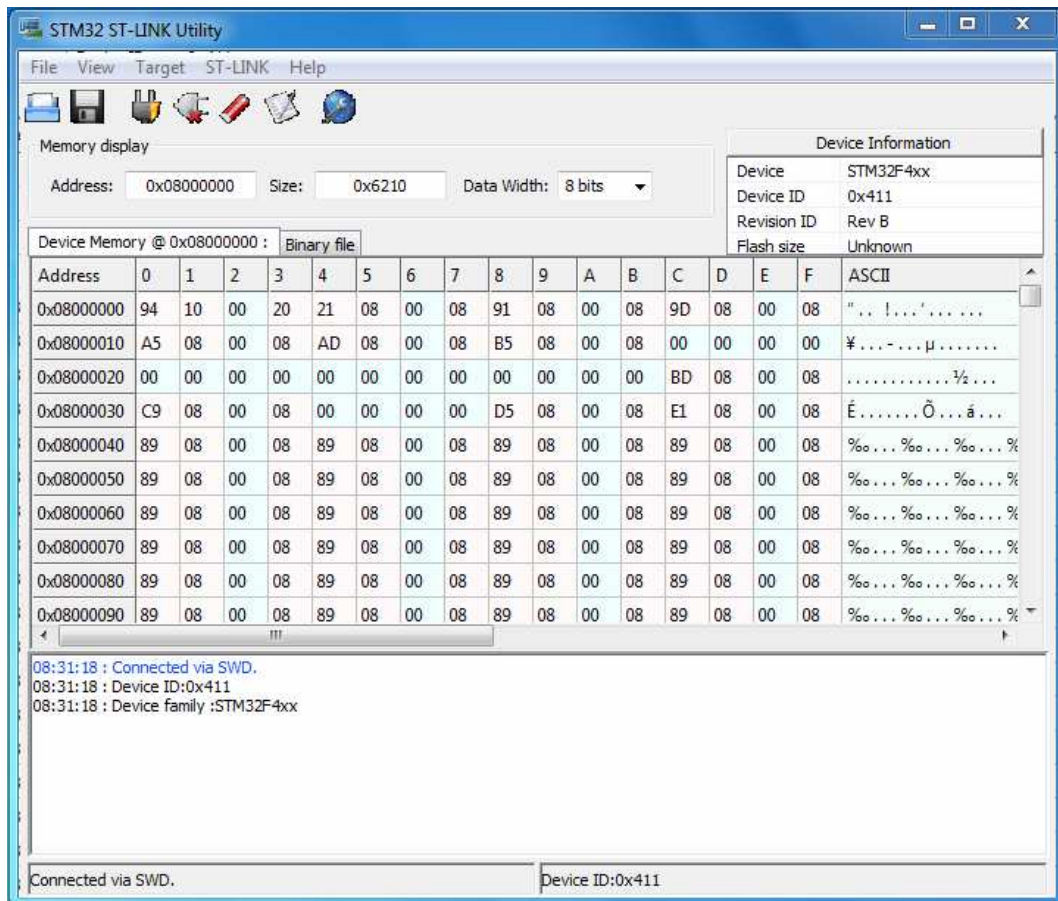 STM32 ST-LINK Utility
File View Target ST-LINK Help
Memory display
Address: 0x08000000 Size: 0x6210 Data Width: 8 bits
Device Information
Device STM32F4xx
Device ID 0x411
Revision ID Rev B
Flash size Unknown
Device Memory @ 0x08000000 : Binary file
Address 0 1 2 3 4 5 6 7 8 9 A B C D E F ASCII
0x08000000 94 10 00 20 21 08 00 08 91 08 00 08 9D 08 00 08 ".. !...'... ...
0x08000010 A5 08 00 08 AD 08 00 08 B5 08 00 08 00 00 00 00 ¥...-...µ.......
0x08000020 00 00 00 00 00 00 00 00 00 00 00 00 BD 08 00 08 ............½...
0x08000030 C9 08 00 08 00 00 00 00 D5 08 00 08 E1 08 00 08 É.......Õ...á...
0x08000040 89 08 00 08 89 08 00 08 89 08 00 08 89 08 00 08 ‰...‰...‰...%
0x08000050 89 08 00 08 89 08 00 08 89 08 00 08 89 08 00 08 ‰...‰...‰...%
0x08000060 89 08 00 08 89 08 00 08 89 08 00 08 89 08 00 08 ‰...‰...‰...%
0x08000070 89 08 00 08 89 08 00 08 89 08 00 08 89 08 00 08 ‰...‰...‰...%
0x08000080 89 08 00 08 89 08 00 08 89 08 00 08 89 08 00 08 ‰...‰...‰...%
0x08000090 89 08 00 08 89 08 00 08 89 08 00 08 89 08 00 08 ‰...‰...‰...%
08:31:18 : Connected via SWD.
08:31:18 : Device ID:0x411
08:31:18 : Device family :STM32F4xx
Connected via SWD. Device ID:0x411